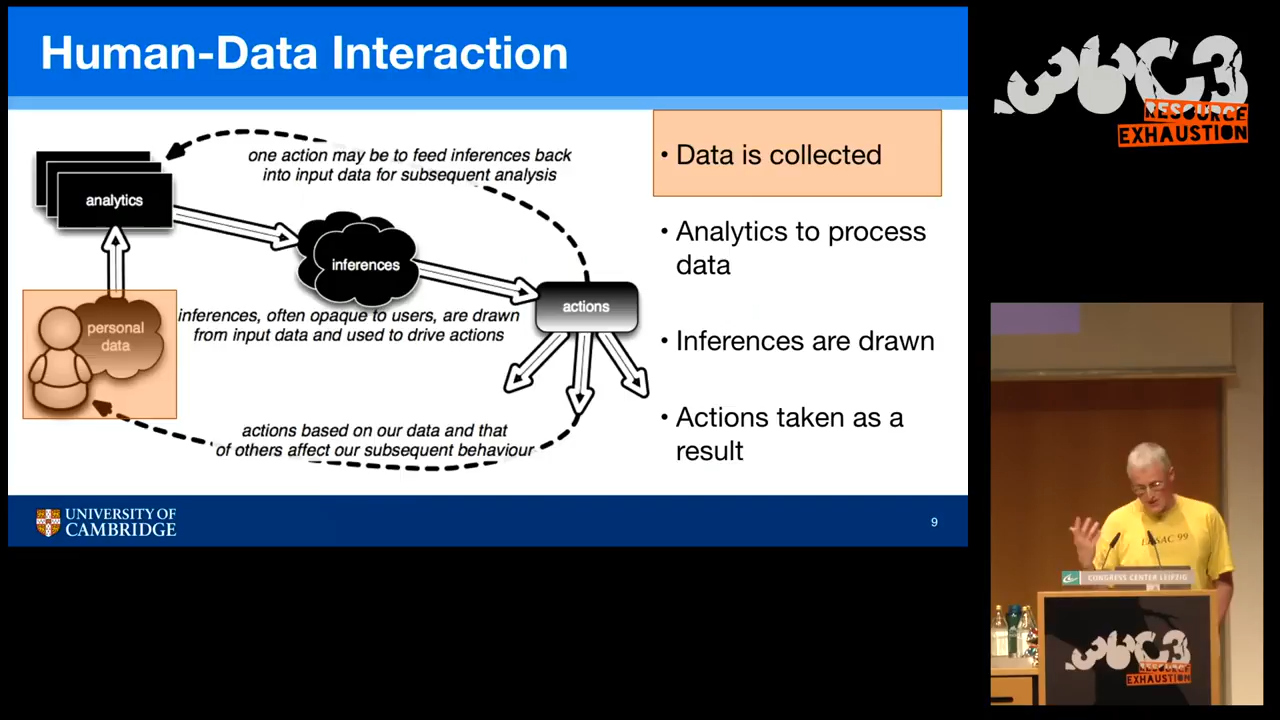 Human-Data Interaction
one action may be to feed inferences back
into input data for subsequent analysis
analytics
inferences
actions
personal
data
inferences, often opaque to users, are drawn
from input data and used to drive actions
actions based on our data and that
of others affect our subsequent behaviour
• Data is collected
• Analytics to process
data
• Inferences are drawn
• Actions taken as a
result
UNIVERSITY OF
CAMBRIDGE
9
36C3
RESOURCE
EXHAUSTION
CONGRESS CENTER LEIPZIG
36C3
RESOURCE
EXHAUSTION